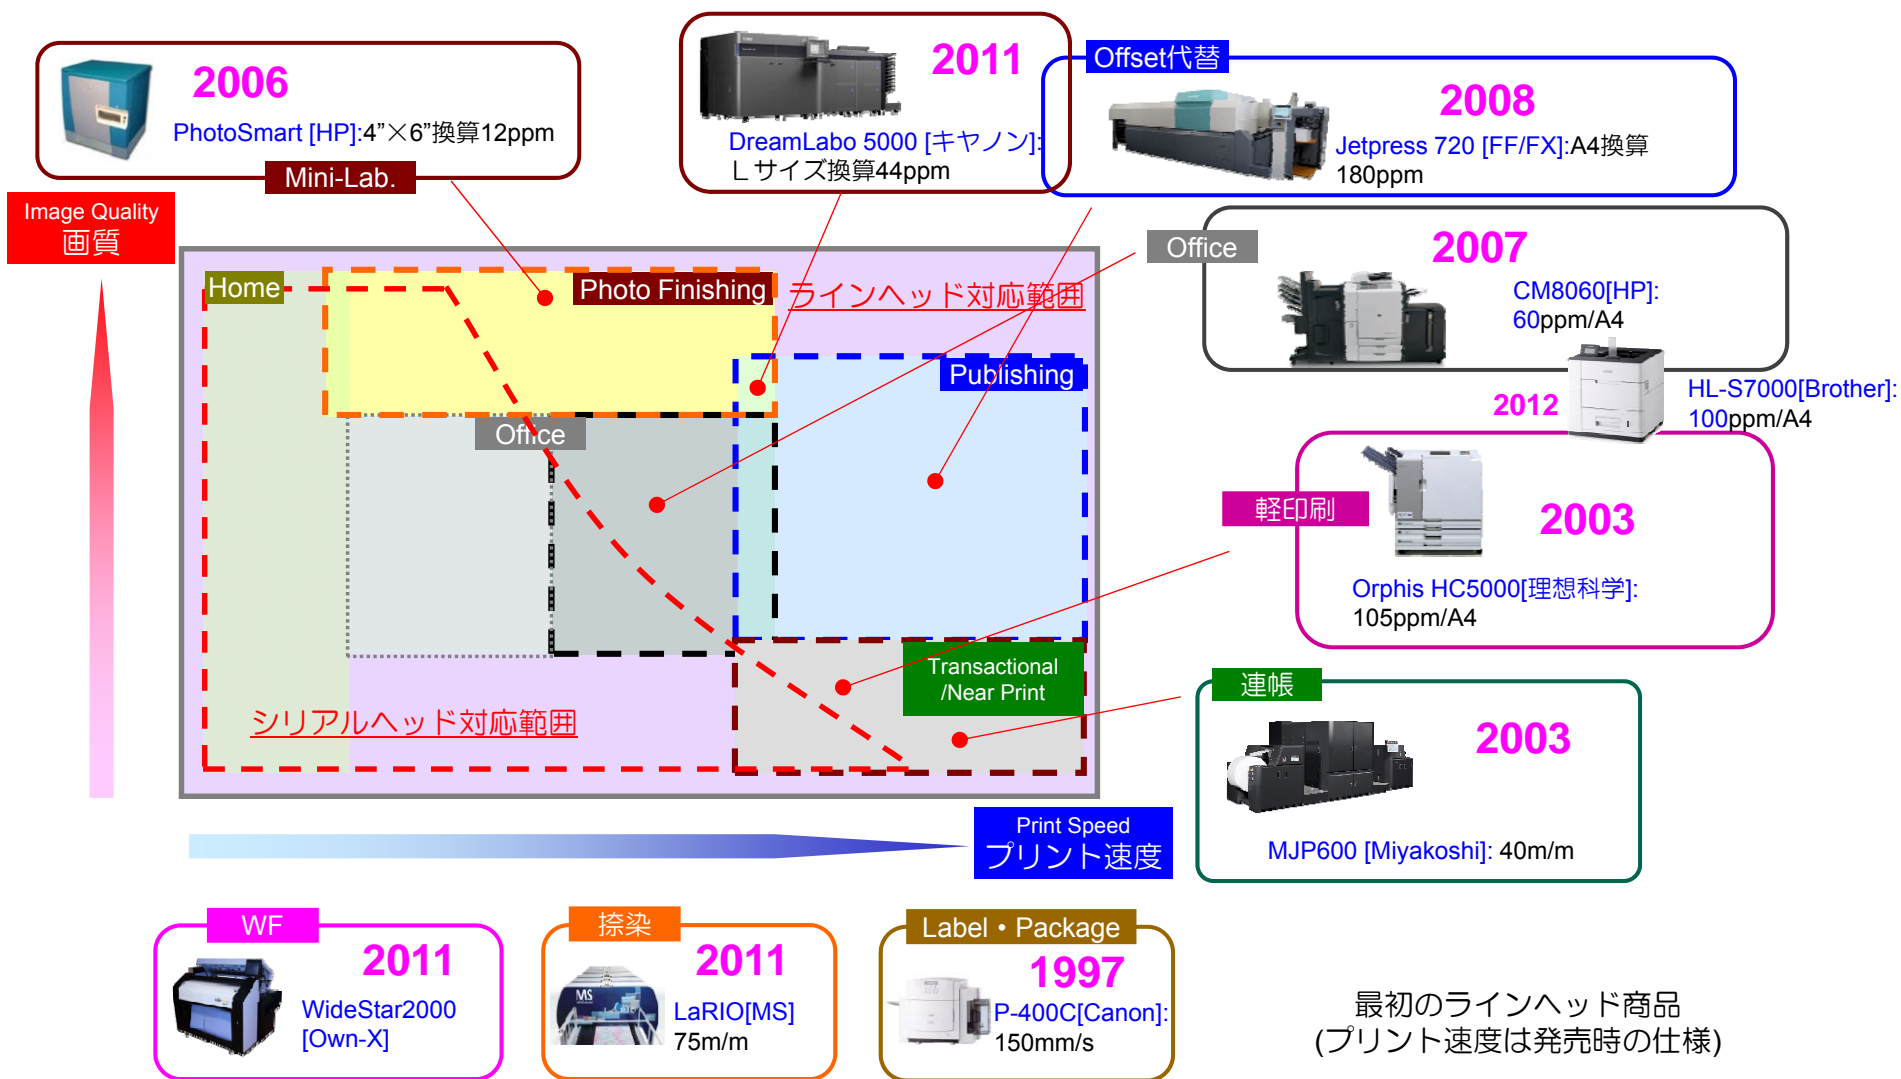 2006
PhotoSmart [HP]:4”×6”換算12ppm
Mini-Lab.
2011
DreamLabo 5000 [キヤノン]:
Lサイズ換算44ppm
Offset代替
2008
Jetpress 720 [FF/FX]:A4換算
180ppm
Image Quality
画質
Office
2007
CM8060[HP]:
60ppm/A4
Home
Photo Finishing
ラインヘッド対応範囲
Publishing
Office
2012
HL-S7000[Brother]:
100ppm/A4
軽印刷
2003
Orphis HC5000[理想科学]:
105ppm/A4
Transactional
/Near Print
シリアルヘッド対応範囲
連帳
2003
MJP600 [Miyakoshi]: 40m/m
Print Speed
プリント速度
WF
2011
WideStar2000
[Own-X]
捺染
2011
MS
LaRIO[MS]
75m/m
Label・Package
1997
P-400C[Canon]:
150mm/s
最初のラインヘッド商品
(プリント速度は発売時の仕様)